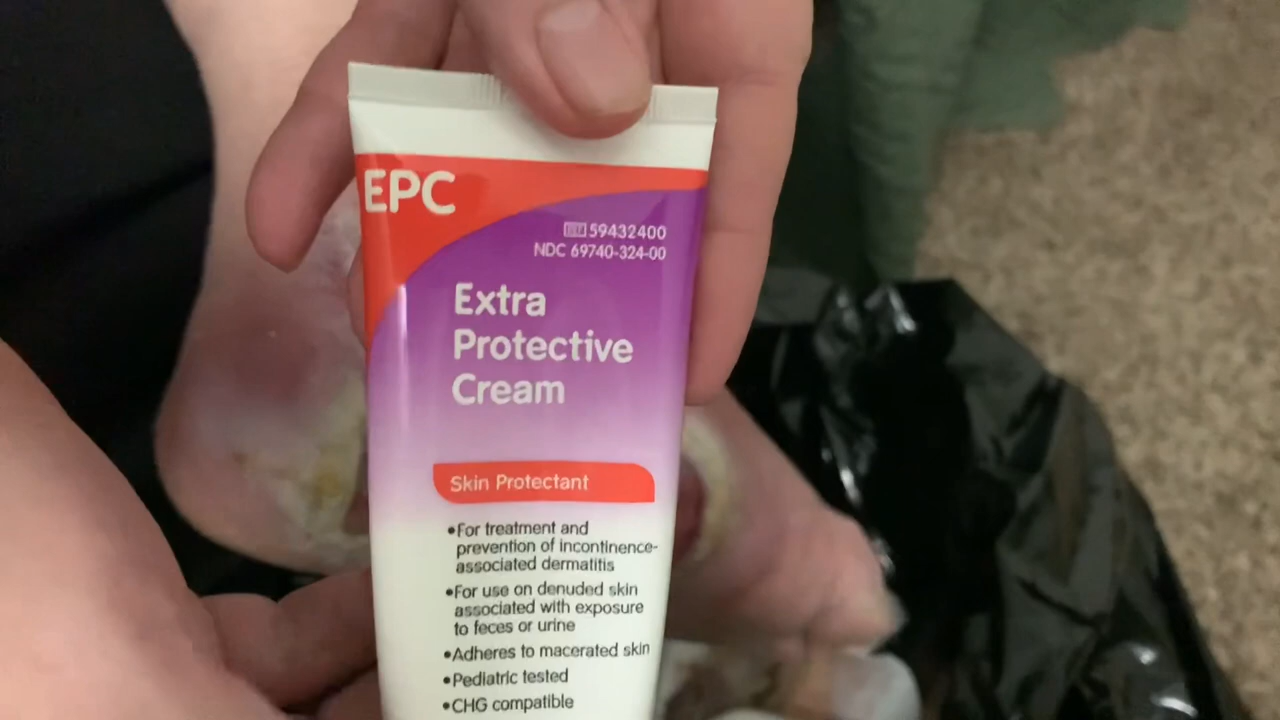 EPC
REF 59432400
NDC 69740-324-00
Extra
Protective
Cream
Skin Protectant
•For treatment and
prevention of incontinence-
associated dermatitis
•For use on denuded skin
associated with exposure
to feces or urine
•Adheres to macerated skin
•Pediatric tested
•CHG compatible